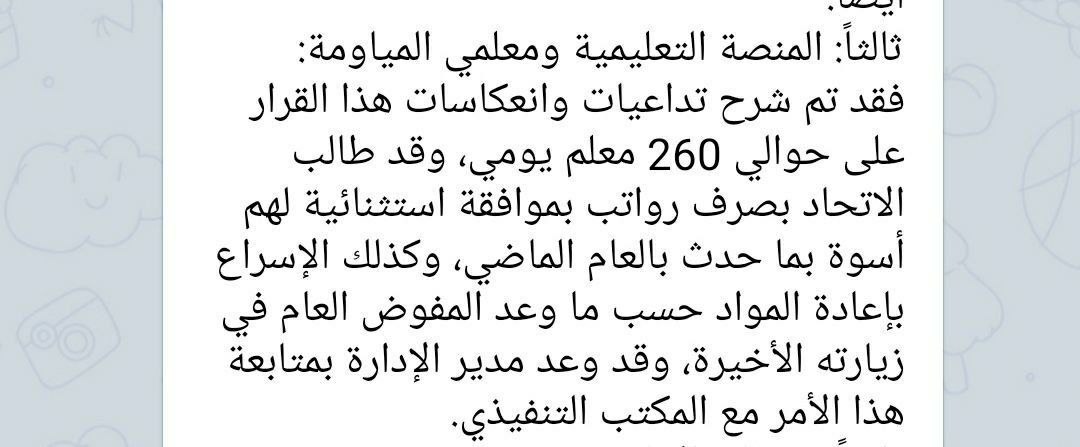 أيضاً.
ثالثاً: المنصة التعليمية ومعلمي المياومة:
فقد تم شرح تداعيات وانعكاسات هذا القرار
على حوالي 260 معلم يومي، وقد طالب
الاتحاد بصرف رواتب بموافقة استثنائية لهم
أسوة بما حدث بالعام الماضي، وكذلك الإسراع
بإعادة المواد حسب ما وعد المفوض العام في
زيارته الأخيرة، وقد وعد مدير الإدارة بمتابعة
هذا الأمر مع المكتب التنفيذي.